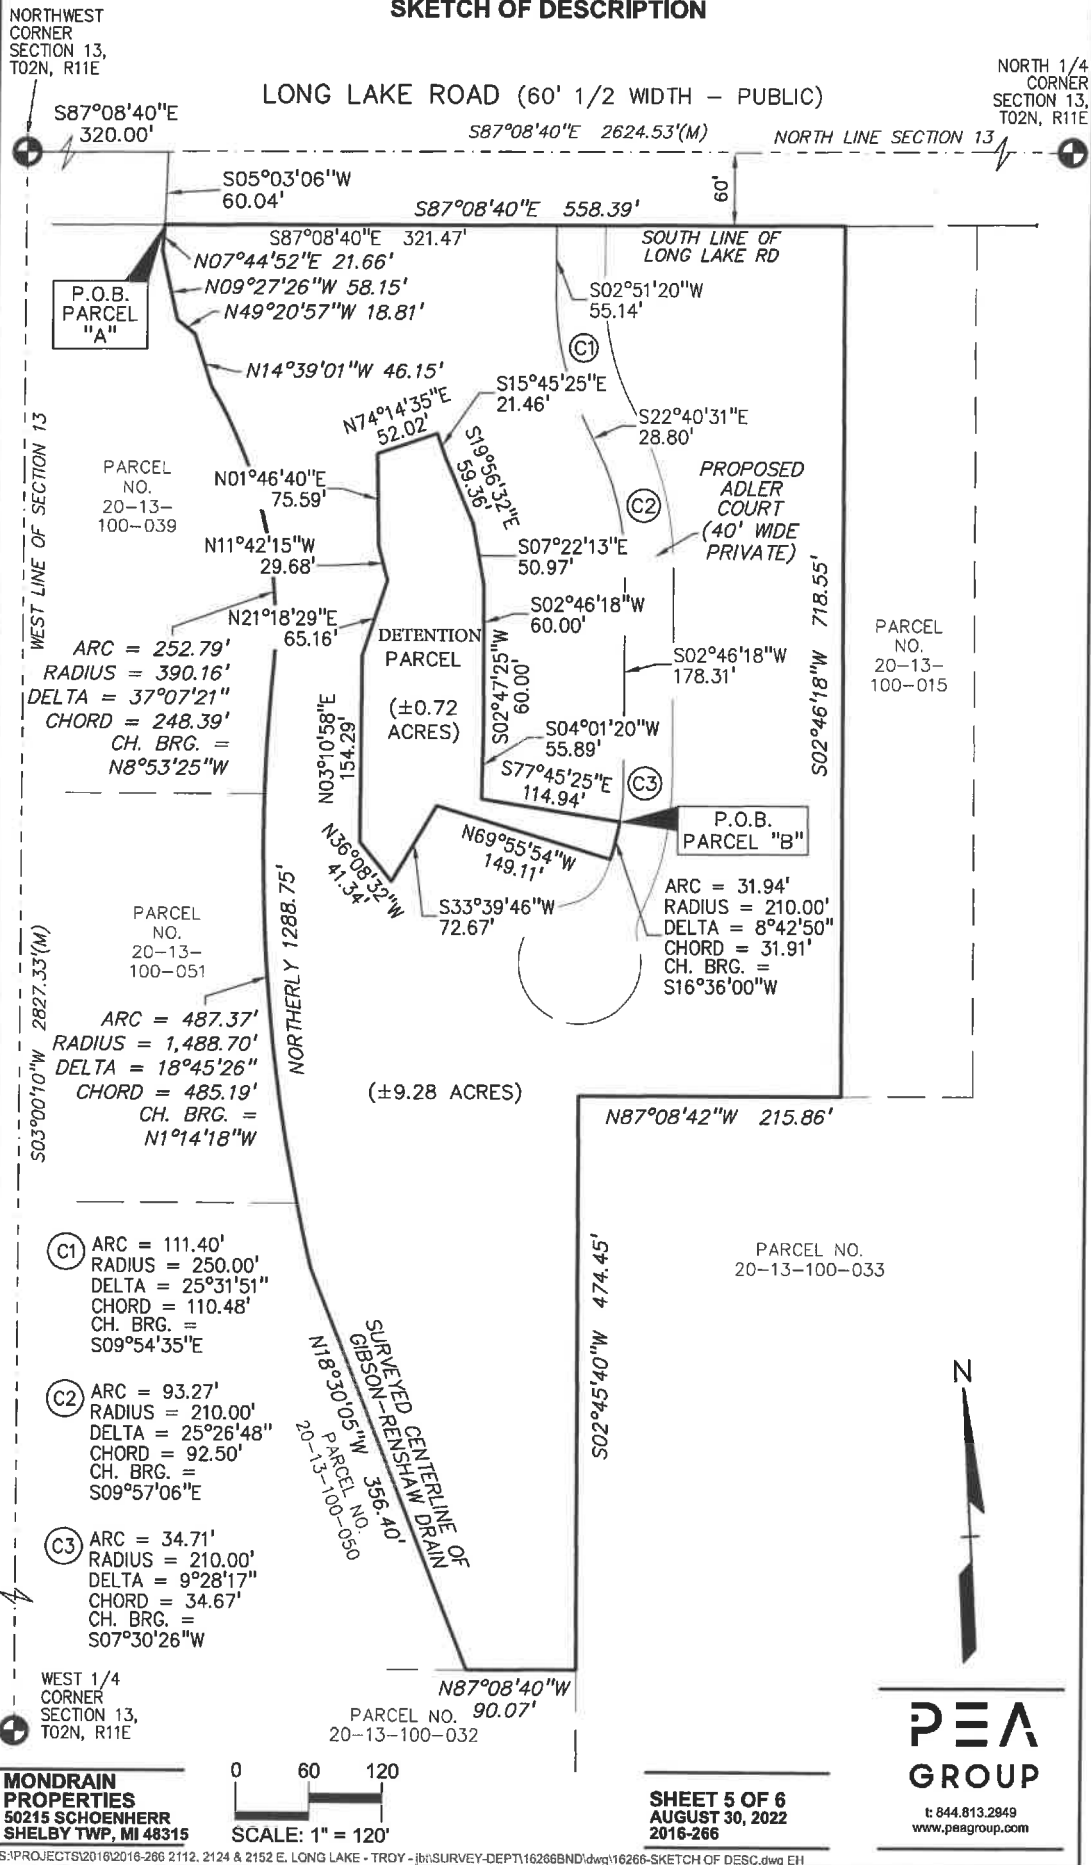 SKETCH OF DESCRIPTION
NORTHWEST
CORNER
SECTION 13,
T02N, R11E
NORTH 1/4
CORNER
SECTION 13,
T02N, R11E
LONG LAKE ROAD (60' 1/2 WIDTH - PUBLIC)
S87°08'40"E
320.00'
S87°08'40"E 2624.53'(M)
NORTH LINE SECTION 13
S05°03'06"W
60.04'
60'
S87°08'40"E 558.39'
S87°08'40"E 321.47'
SOUTH LINE OF
LONG LAKE RD
N07°44'52"E 21.66'
N09°27'26"W 58.15'
N49°20'57"W 18.81'
P.O.B.
PARCEL
"A"
S02°51'20"W
55.14'
C1
N14°39'01"W 46.15'
S15°45'25"E
21.46'
N74°14'35"E
52.02'
S22°40'31"E
28.80'
S19°56'32"E
59.36'
WEST LINE OF SECTION 13
PARCEL
NO.
20-13-
100-039
N01°46'40"E
75.59'
C2
PROPOSED
ADLER
COURT
(40' WIDE
PRIVATE)
N11°42'15"W
29.68'
S07°22'13"E
50.97'
S02°46'18"W 718.55'
N21°18'29"E
65.16'
S02°46'18"W
60.00'
DETENTION
PARCEL
(±0.72
ACRES)
S02°47'25"W
60.00'
S02°46'18"W
178.31'
PARCEL
NO.
20-13-
100-015
ARC = 252.79'
RADIUS = 390.16'
DELTA = 37°07'21"
CHORD = 248.39'
CH. BRG. =
N8°53'25"W
N03°10'58"E
154.29'
S04°01'20"W
55.89'
S77°45'25"E
114.94'
C3
P.O.B.
PARCEL "B"
N69°55'54"W
149.11'
N36°08'32"W
41.34'
S33°39'46"W
72.67'
ARC = 31.94'
RADIUS = 210.00'
DELTA = 8°42'50"
CHORD = 31.91'
CH. BRG. =
S16°36'00"W
PARCEL
NO.
20-13-
100-051
NORTHERLY 1288.75'
S03°00'10"W 2827.33'(M)
ARC = 487.37'
RADIUS = 1,488.70'
DELTA = 18°45'26"
CHORD = 485.19'
CH. BRG. =
N1°14'18"W
(±9.28 ACRES)
N87°08'42"W 215.86'
C1
ARC = 111.40'
RADIUS = 250.00'
DELTA = 25°31'51"
CHORD = 110.48'
CH. BRG. =
S09°54'35"E
S02°45'40"W 474.45'
PARCEL NO.
20-13-100-033
SURVEYED CENTERLINE OF
GIBSON-RENSHAW DRAIN
N18°30'05"W 356.40'
PARCEL NO.
20-13-100-050
C2
ARC = 93.27'
RADIUS = 210.00'
DELTA = 25°26'48"
CHORD = 92.50'
CH. BRG. =
S09°57'06"E
N
C3
ARC = 34.71'
RADIUS = 210.00'
DELTA = 9°28'17"
CHORD = 34.67'
CH. BRG. =
S07°30'26"W
WEST 1/4
CORNER
SECTION 13,
T02N, R11E
N87°08'40"W
90.07'
PARCEL NO.
20-13-100-032
MONDRAIN
PROPERTIES
50215 SCHOENHERR
SHELBY TWP, MI 48315
0 60 120
SCALE: 1" = 120'
SHEET 5 OF 6
AUGUST 30, 2022
2016-266
PEA
GROUP
t: 844.813.2949
www.peagroup.com
S:\PROJECTS\2016\2016-266 2112, 2124 & 2152 E. LONG LAKE - TROY - jbt\SURVEY-DEPT\16266BND\dwg\16266-SKETCH OF DESC.dwg EH